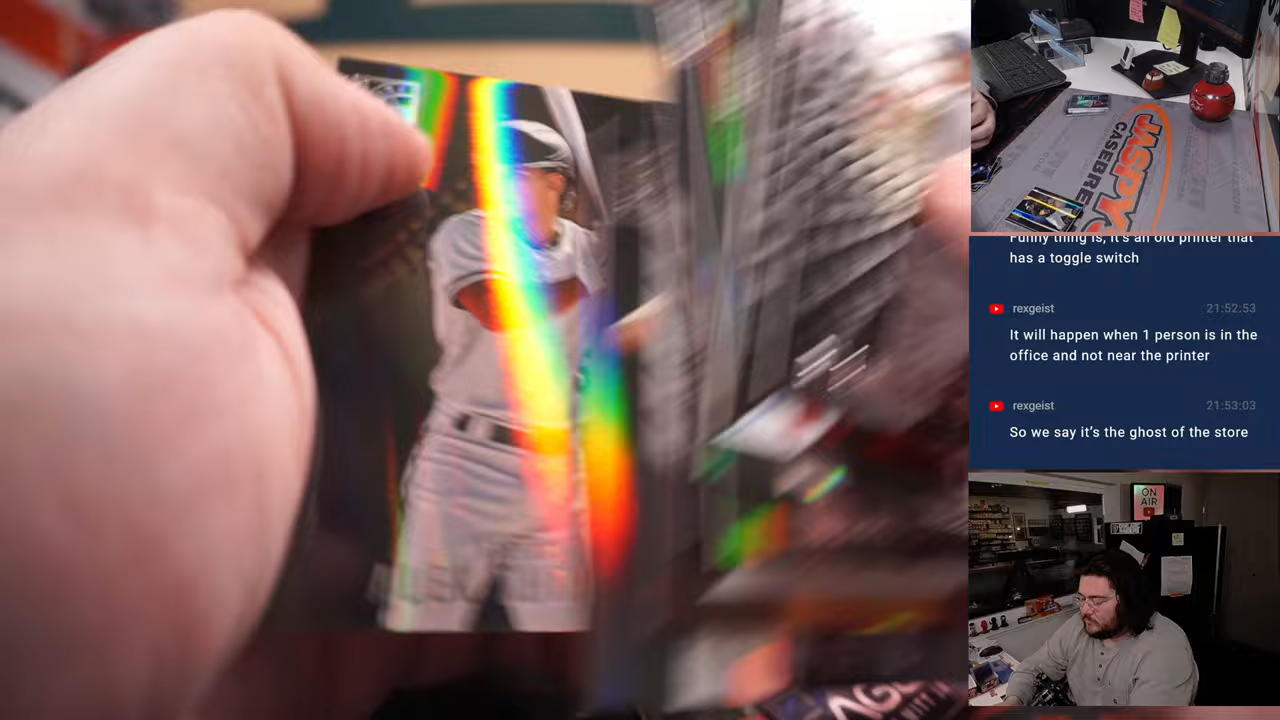 JASPYS
CASEBRE
Funny thing is, it's an old printer that
has a toggle switch
rexgeist 21:52:53
It will happen when 1 person is in the
office and not near the printer
rexgeist 21:53:03
So we say it's the ghost of the store
ON
AIR